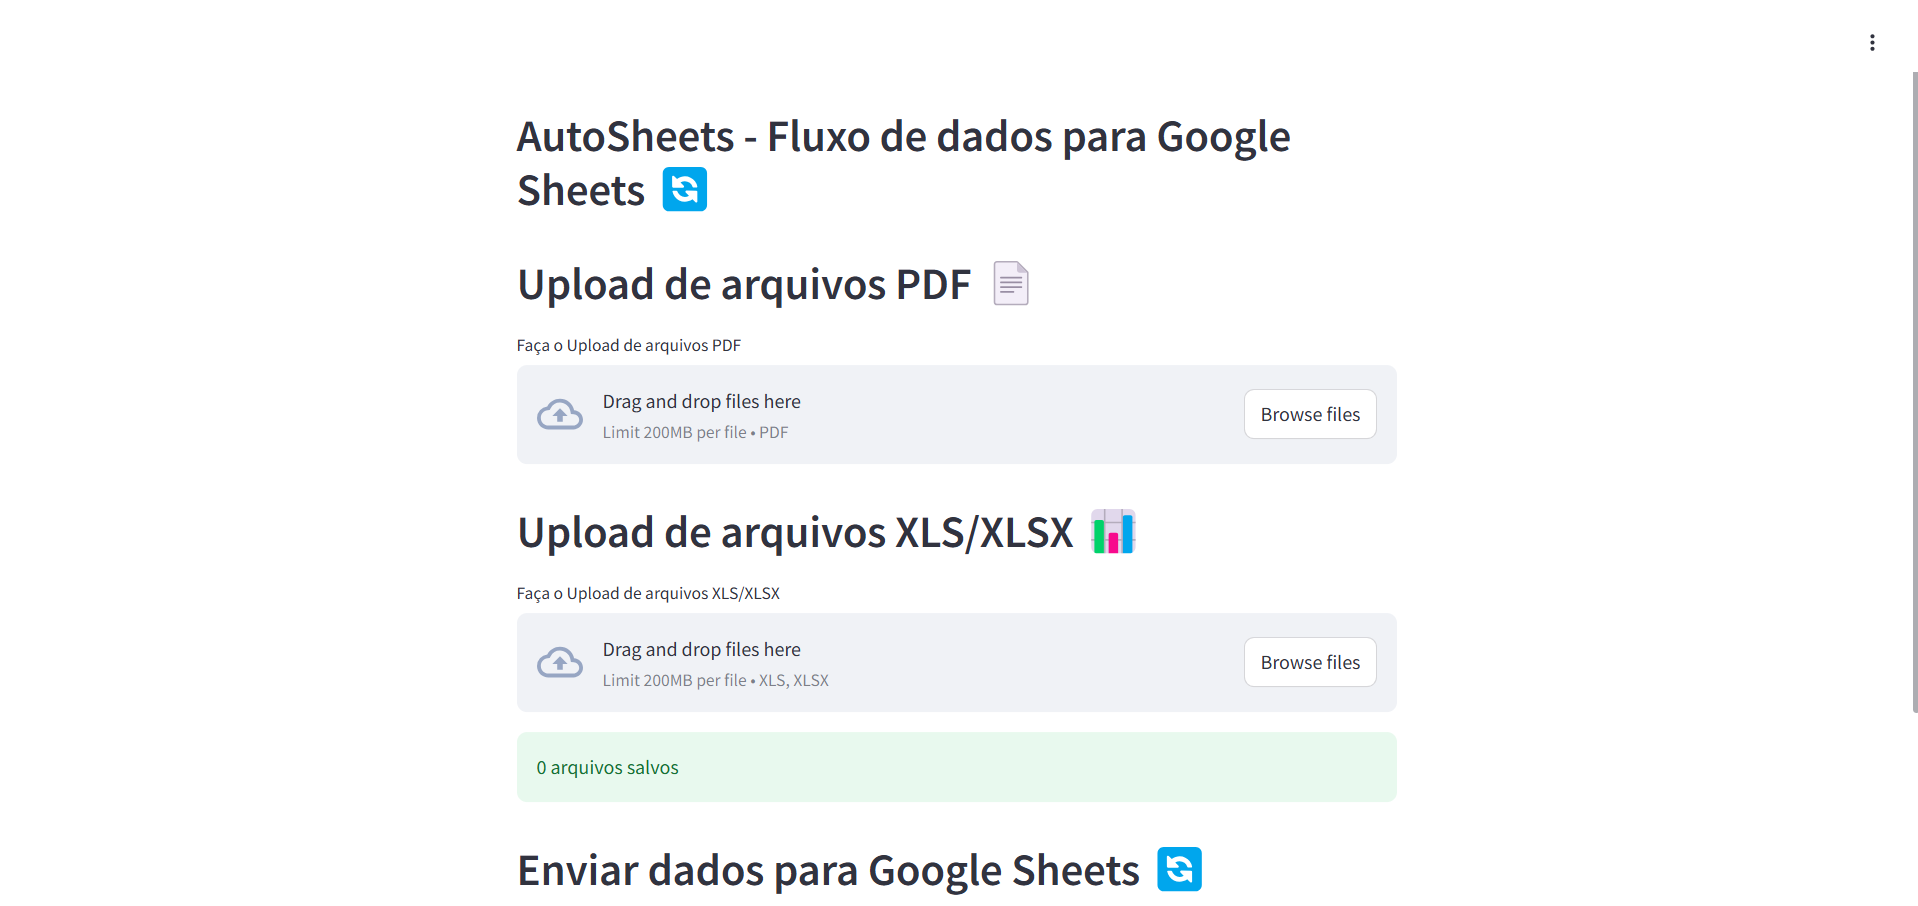 AutoSheets - Fluxo de dados para Google
Sheets
Upload de arquivos PDF
Faça o Upload de arquivos PDF
Drag and drop files here
Limit 200MB per file • PDF
Browse files
Upload de arquivos XLS/XLSX
Faça o Upload de arquivos XLS/XLSX
Drag and drop files here
Limit 200MB per file • XLS, XLSX
Browse files
0 arquivos salvos
Enviar dados para Google Sheets